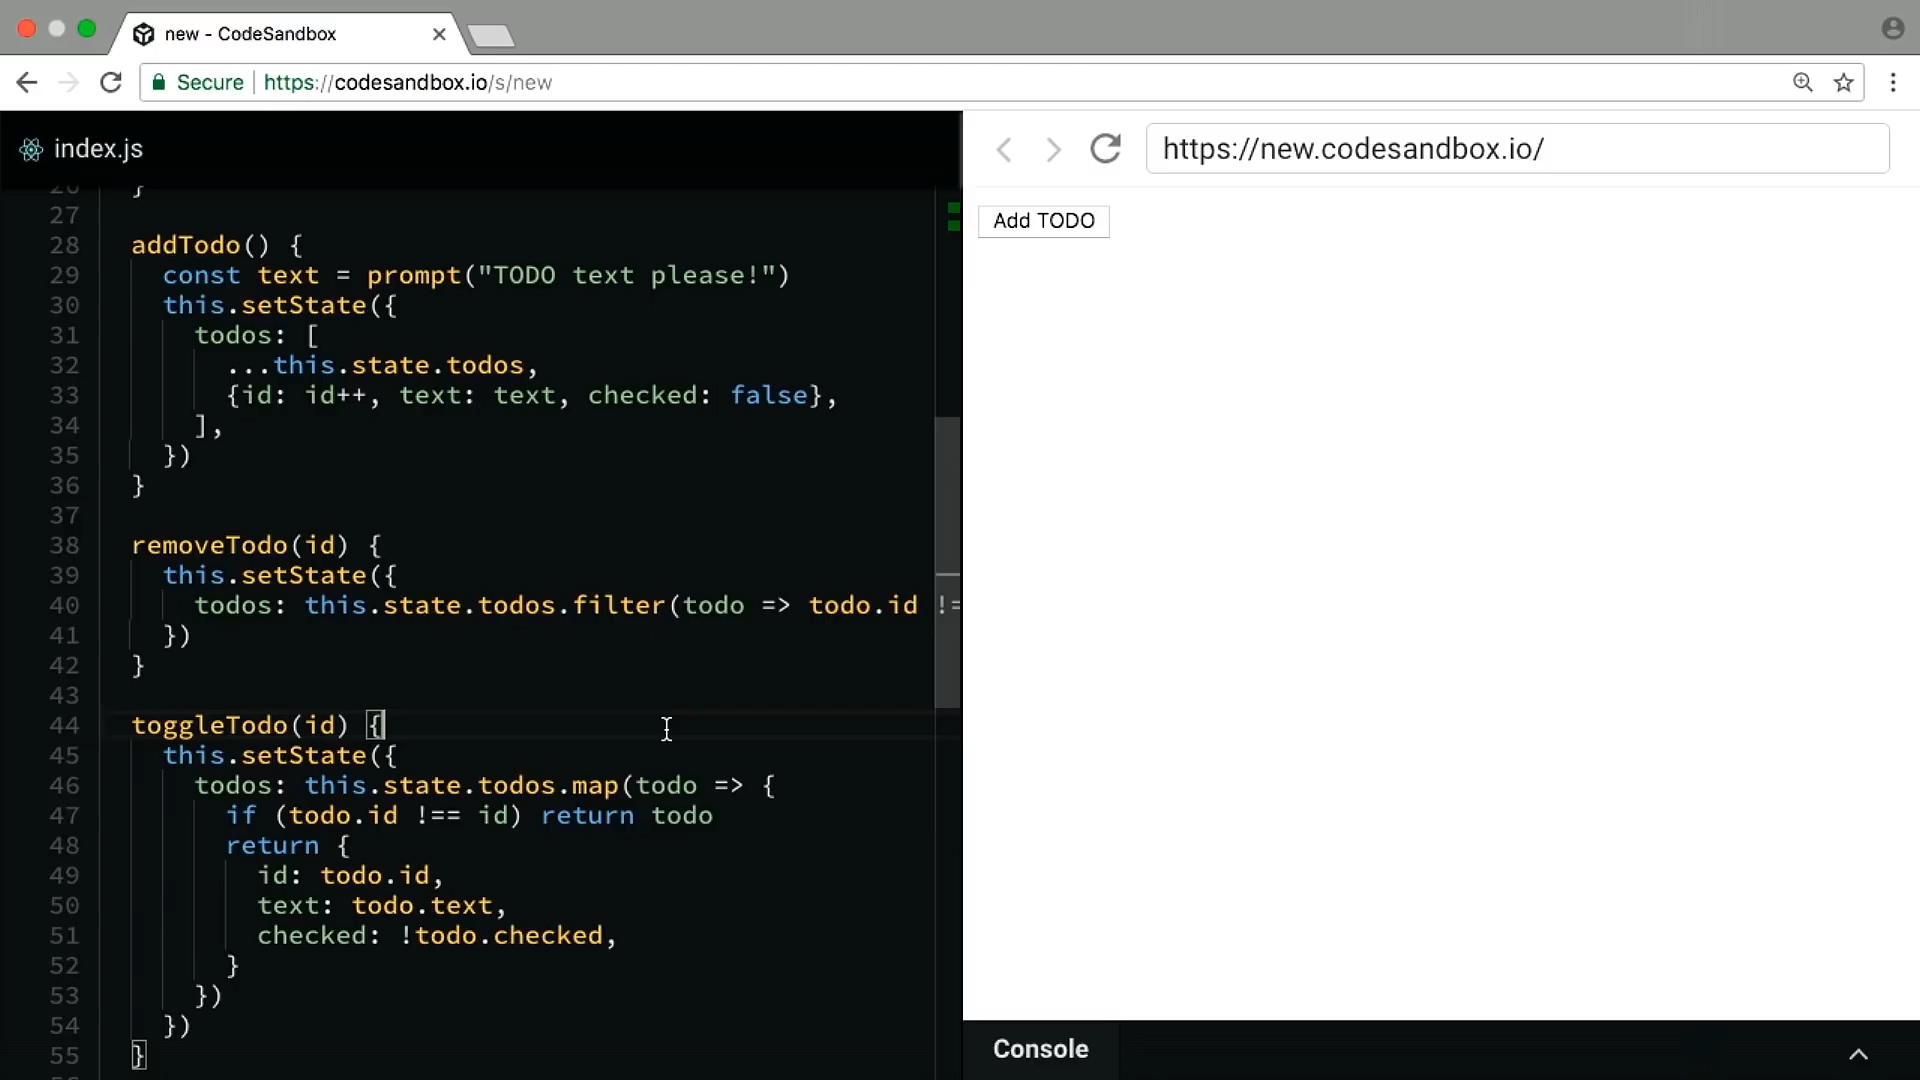 new - CodeSandbox
Secure | https://codesandbox.io/s/new
index.js
https://new.codesandbox.io/
Add TODO
26 }
27
28 addTodo() {
29 const text = prompt("TODO text please!")
30 this.setState({
31 todos: [
32 ...this.state.todos,
33 {id: id++, text: text, checked: false},
34 ],
35 })
36 }
37
38 removeTodo(id) {
39 this.setState({
40 todos: this.state.todos.filter(todo => todo.id !=
41 })
42 }
43
44 toggleTodo(id) {
45 this.setState({
46 todos: this.state.todos.map(todo => {
47 if (todo.id !== id) return todo
48 return {
49 id: todo.id,
50 text: todo.text,
51 checked: !todo.checked,
52 }
53 })
54 })
55 }
Console